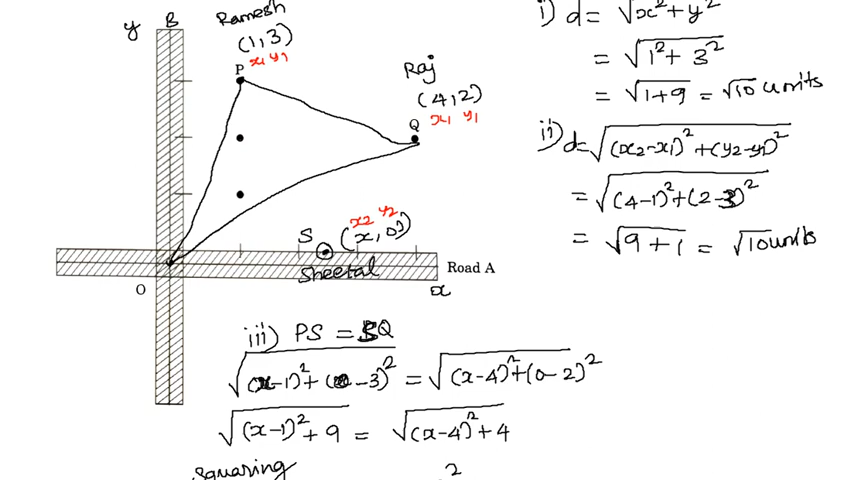 y B
Ramesh
(1,3)
P x₁ y₁
Raj
(4,2)
Q x₁ y₁
S x₂ y₂
(x, 0)
Sheetal
Road A
O
x
i) d = √x²+y²
= √1²+3²
= √1+9 = √10 units
ii) d = √(x₂-x₁)²+(y₂-y₁)²
= √(4-1)²+(2-3)²
= √9+1 = √10 units
iii) PS = SQ
√(x-1)²+(0-3)² = √(x-4)²+(0-2)²
√(x-1)²+9 = √(x-4)²+4
squaring
2